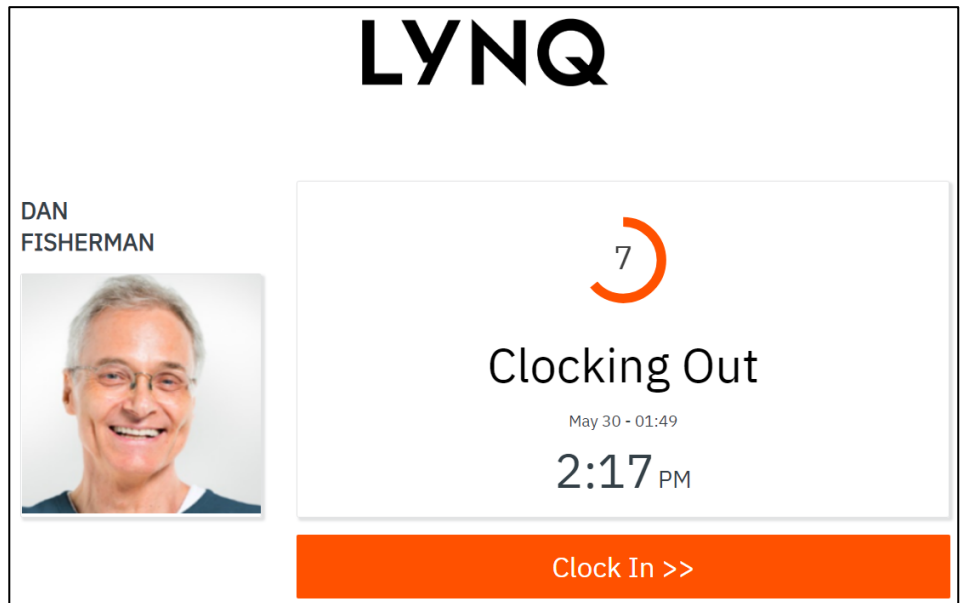 LYNQ
DAN
FISHERMAN
7
Clocking Out
May 30 - 01:49
2:17 PM
Clock In >>